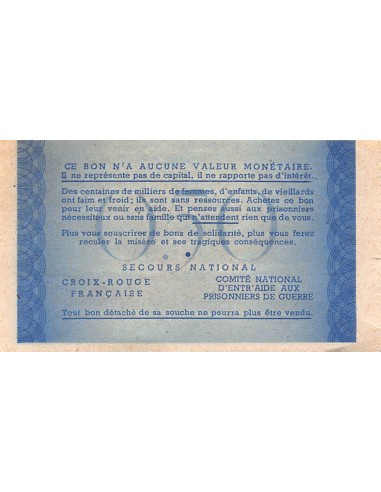 CE BON N'A AUCUNE VALEUR MONÉTAIRE.
Il ne représente pas de capital, il ne rapporte pas d'intérêt.
Des centaines de milliers de femmes, d'enfants, de vieillards
ont faim et froid; ils sont sans ressources. Achetez ce bon
pour leur venir en aide. Et pensez aussi aux prisonniers
nécessiteux ou sans famille qui n'attendent rien que de vous.
Plus vous souscrirez de bons de solidarité, plus vous ferez
reculer la misère et ses tragiques conséquences.
SECOURS NATIONAL
CROIX-ROUGE
FRANÇAISE
COMITÉ NATIONAL
D'ENTR'AIDE AUX
PRISONNIERS DE GUERRE
Tout bon détaché de sa souche ne pourra plus être vendu.